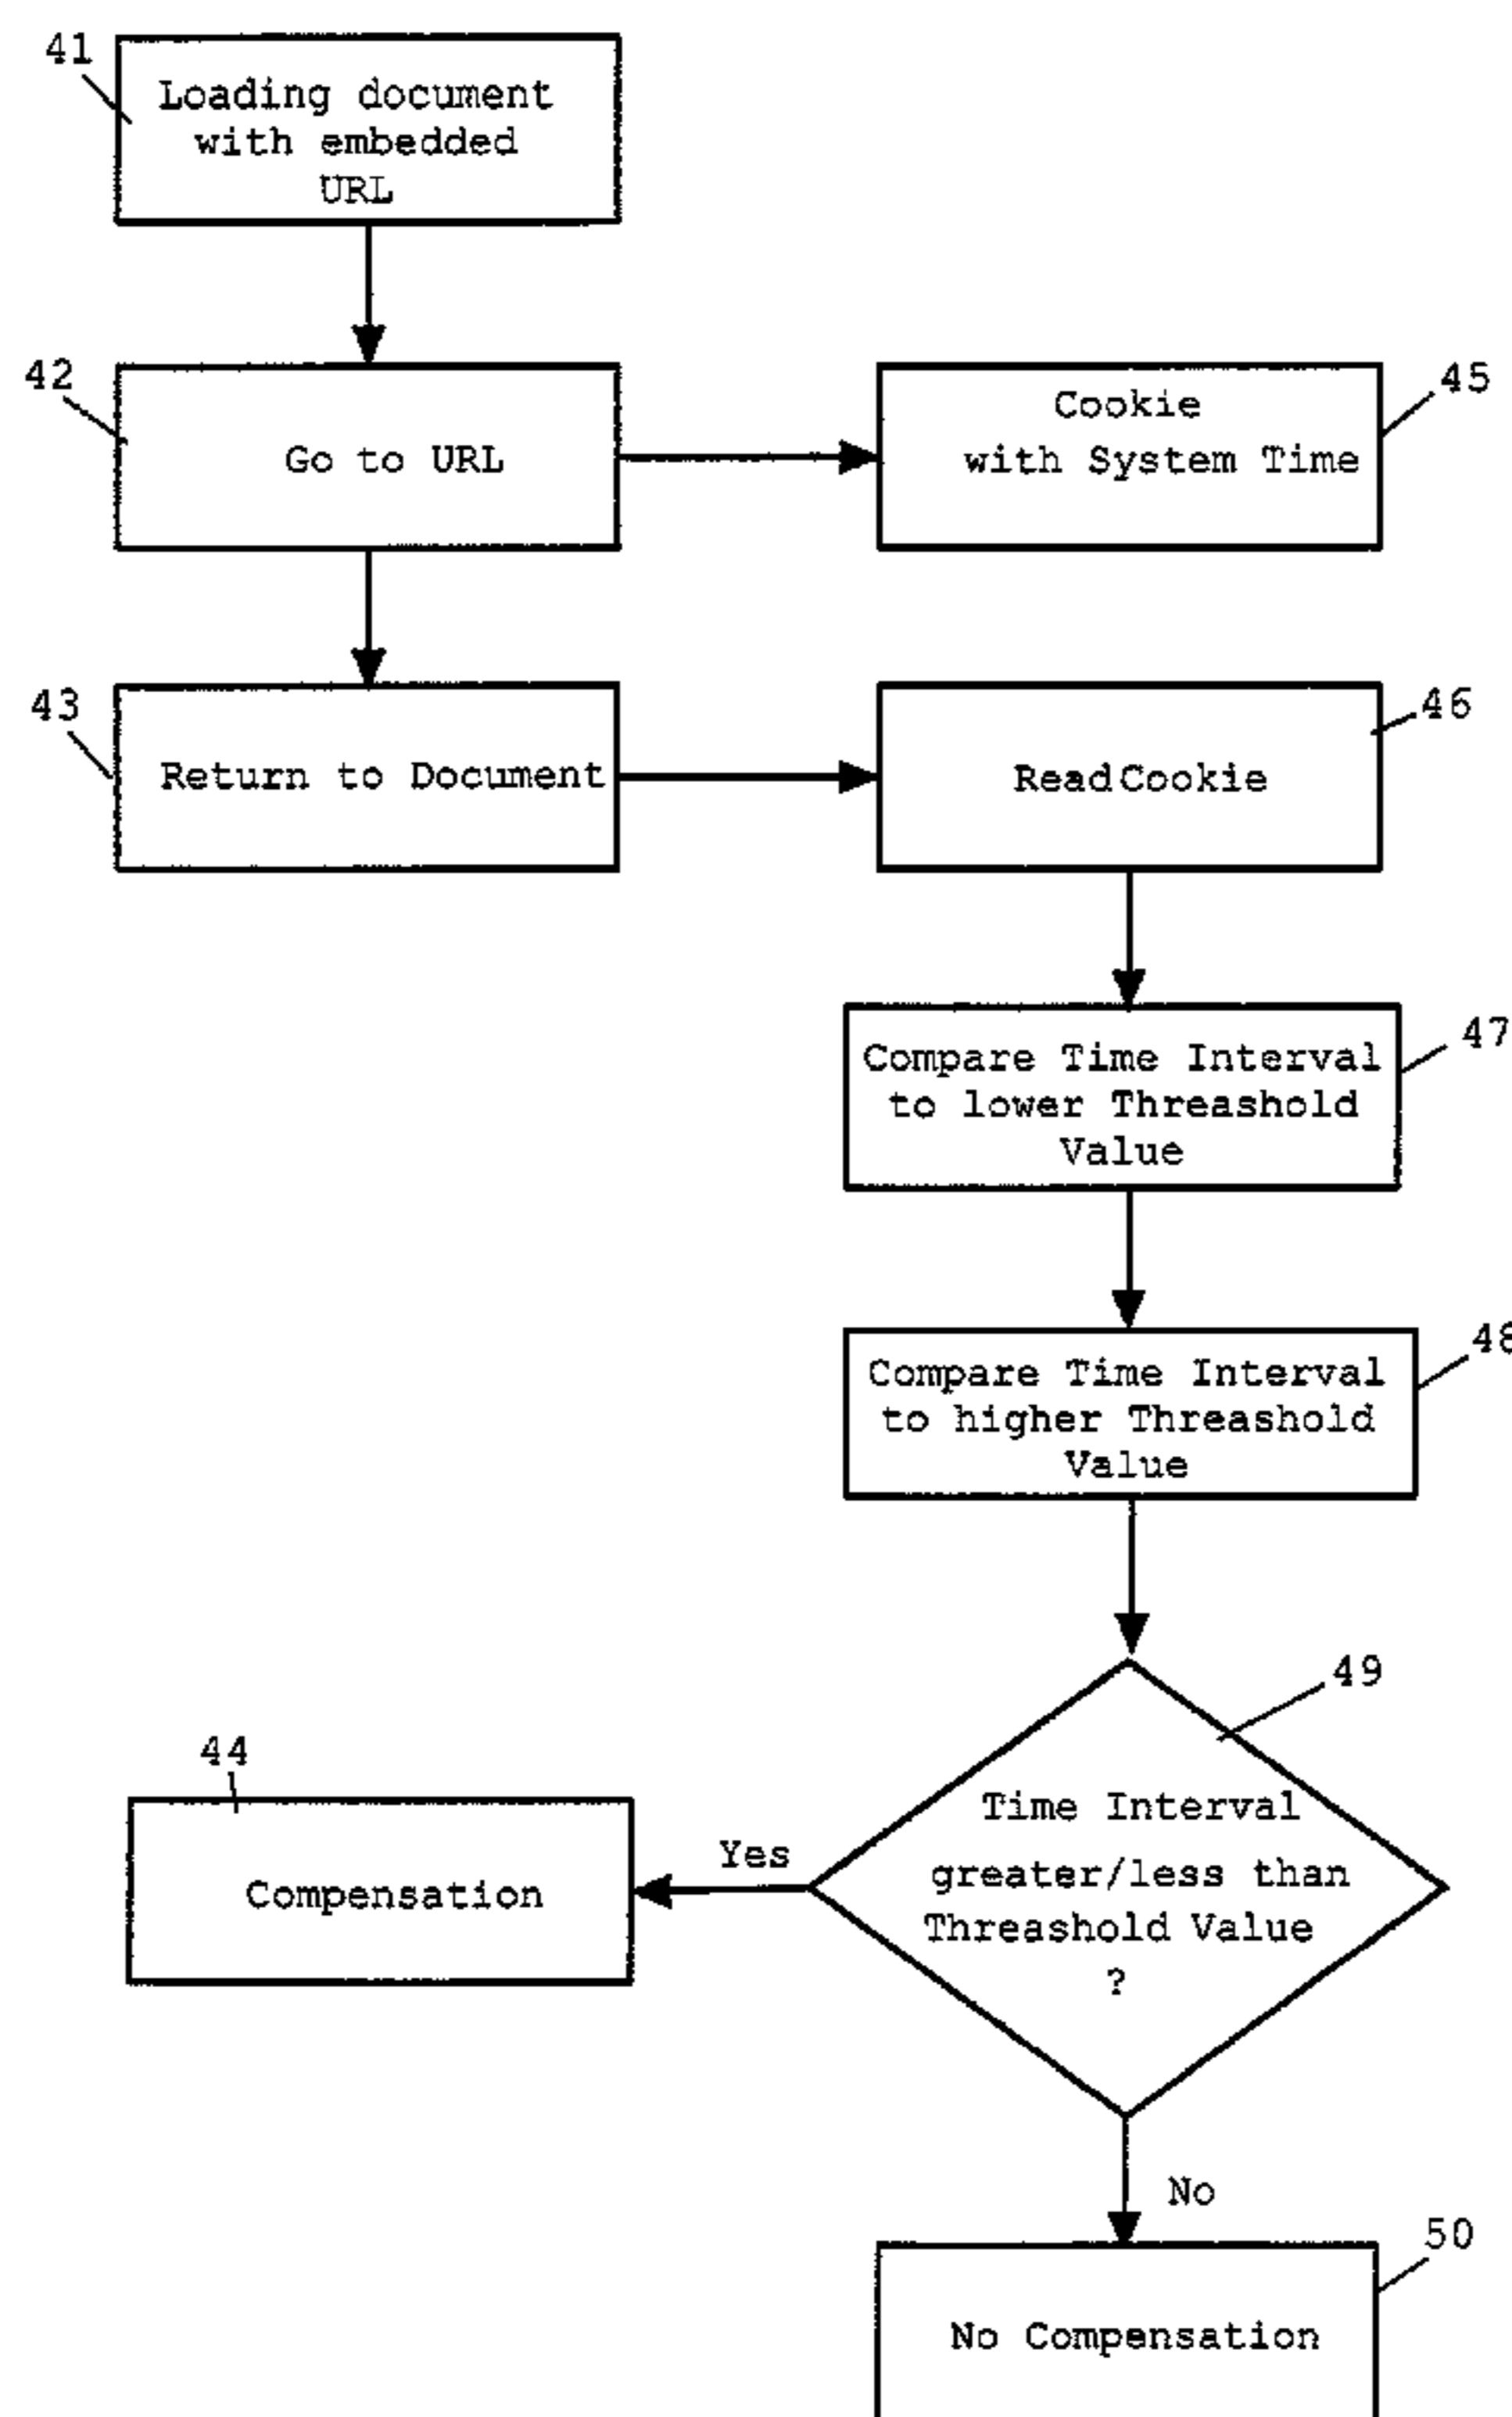 41
Loading document
with embedded
URL
42
Go to URL
45
Cookie
with System Time
43
Return to Document
46
Read Cookie
47
Compare Time Interval
to lower Threashold
Value
48
Compare Time Interval
to higher Threashold
Value
49
Time Interval
greater/less than
Threashold Value
?
44
Yes
Compensation
No
50
No Compensation